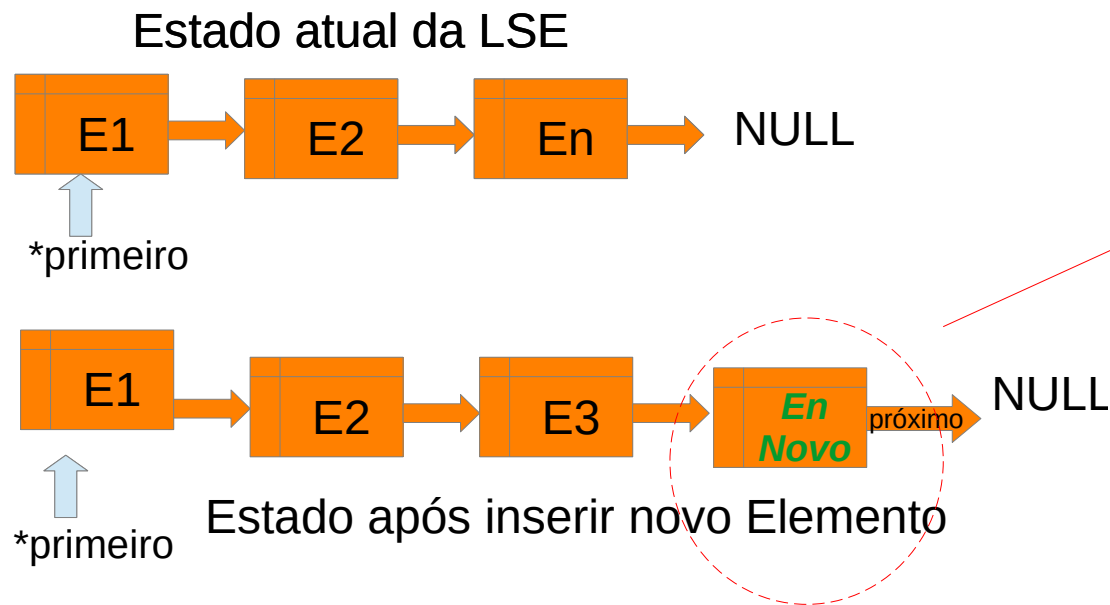 Estado atual da LSE
E1
E2
En
NULL
*primeiro
E1
E2
E3
En
Novo
próximo
NULL
Estado após inserir novo Elemento
*primeiro